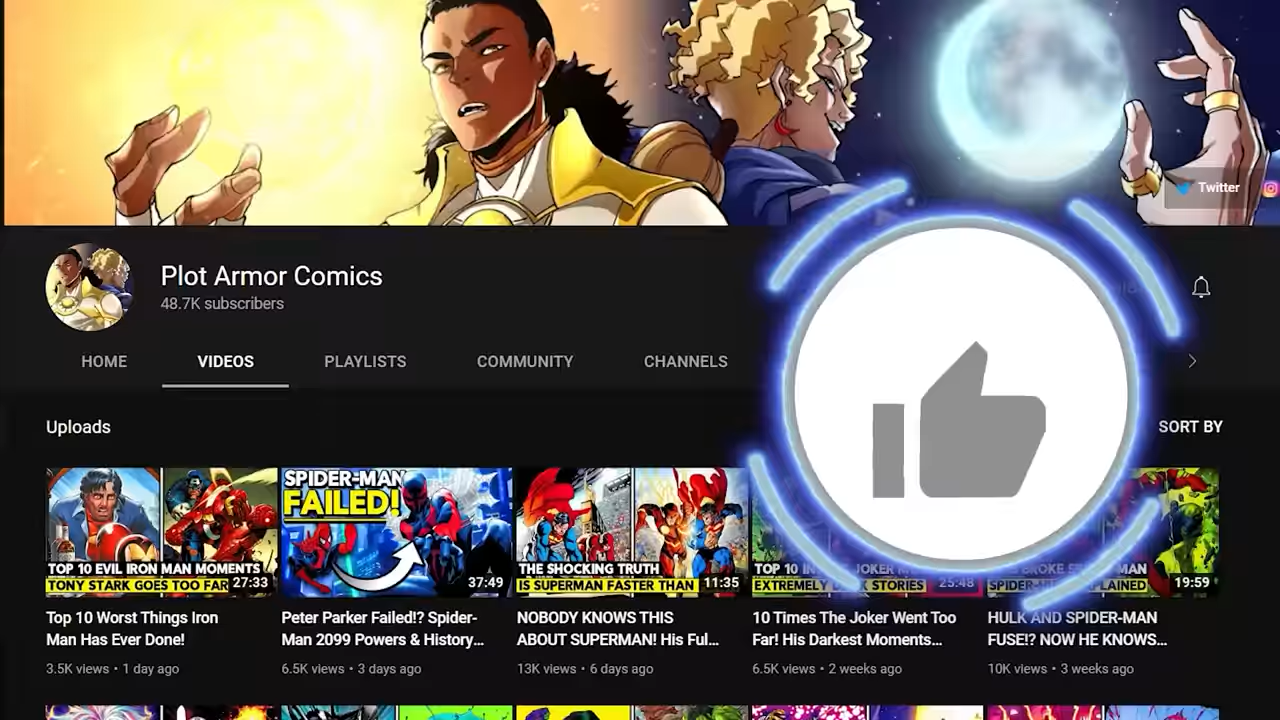 Twitter
Plot Armor Comics
48.7K subscribers
HOME VIDEOS PLAYLISTS COMMUNITY CHANNELS
Uploads SORT BY
SPIDER-MAN
FAILED!
TOP 10 EVIL IRON MAN MOMENTS
TONY STARK GOES TOO FAR 27:33
37:49
THE SHOCKING TRUTH
IS SUPERMAN FASTER THAN 11:35
TOP 10 JOKER
EXTREMELY STORIES 25:48
BROKE MAN
19:59
Top 10 Worst Things Iron
Man Has Ever Done!
3.5K views • 1 day ago
Peter Parker Failed!? Spider-
Man 2099 Powers & History...
6.5K views • 3 days ago
NOBODY KNOWS THIS
ABOUT SUPERMAN! His Ful...
13K views • 6 days ago
10 Times The Joker Went Too
Far! His Darkest Moments...
6.5K views • 2 weeks ago
HULK AND SPIDER-MAN
FUSE!? NOW HE KNOWS...
10K views • 3 weeks ago